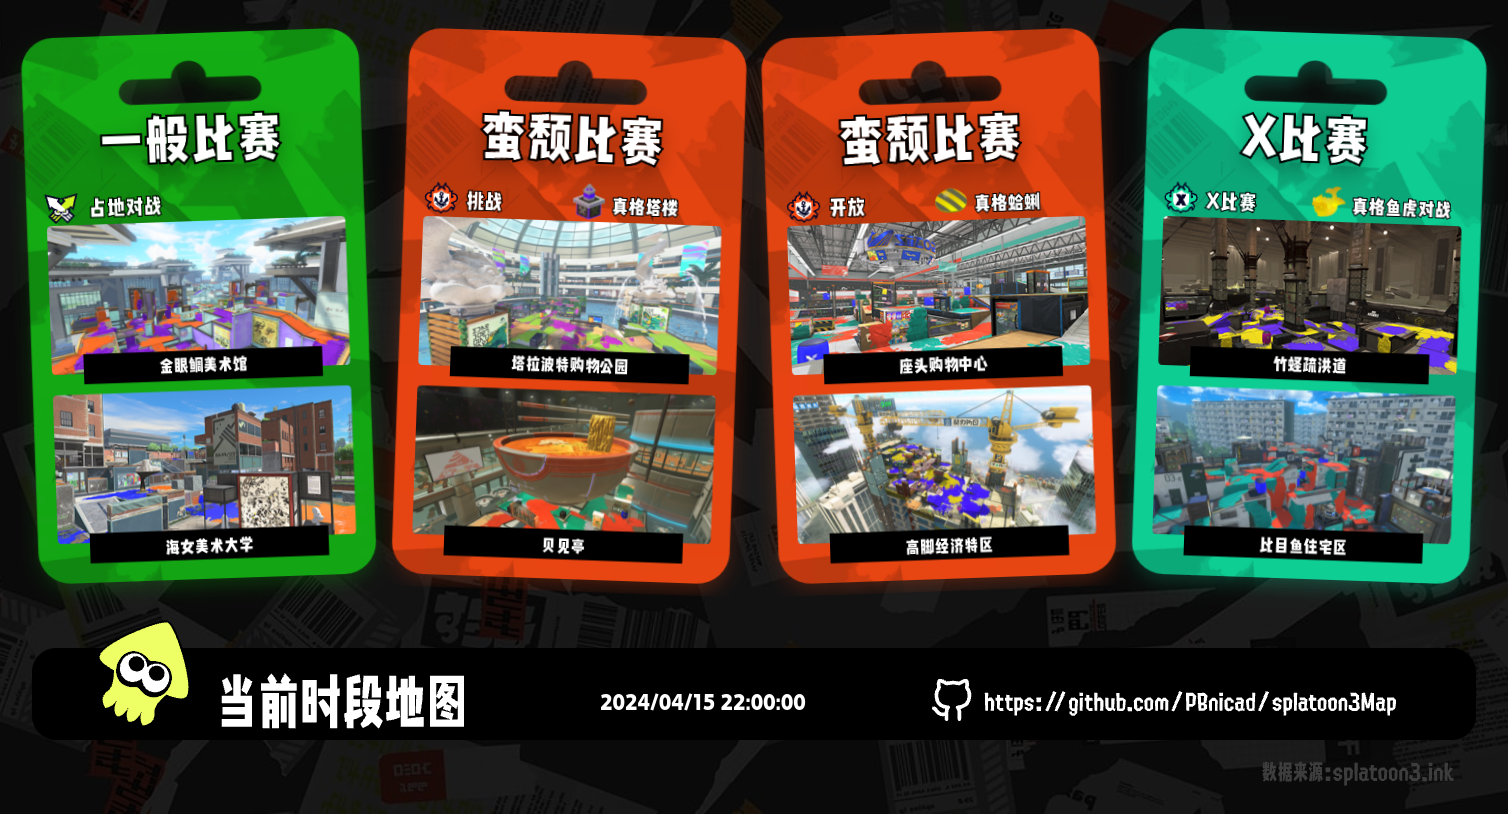 一般比赛
占地对战
金眼鲷美术馆
海女美术大学
蛮颓比赛
挑战
真格塔楼
塔拉波特购物公园
贝见亭
蛮颓比赛
开放
真格蛤蜊
座头购物中心
高脚经济特区
X比赛
X比赛
真格鱼虎对战
竹蛏疏洪道
比目鱼住宅区
当前时段地图
2024/04/15 22:00:00
https://github.com/PBnicad/splatoon3Map
数据来源:splatoon3.ink